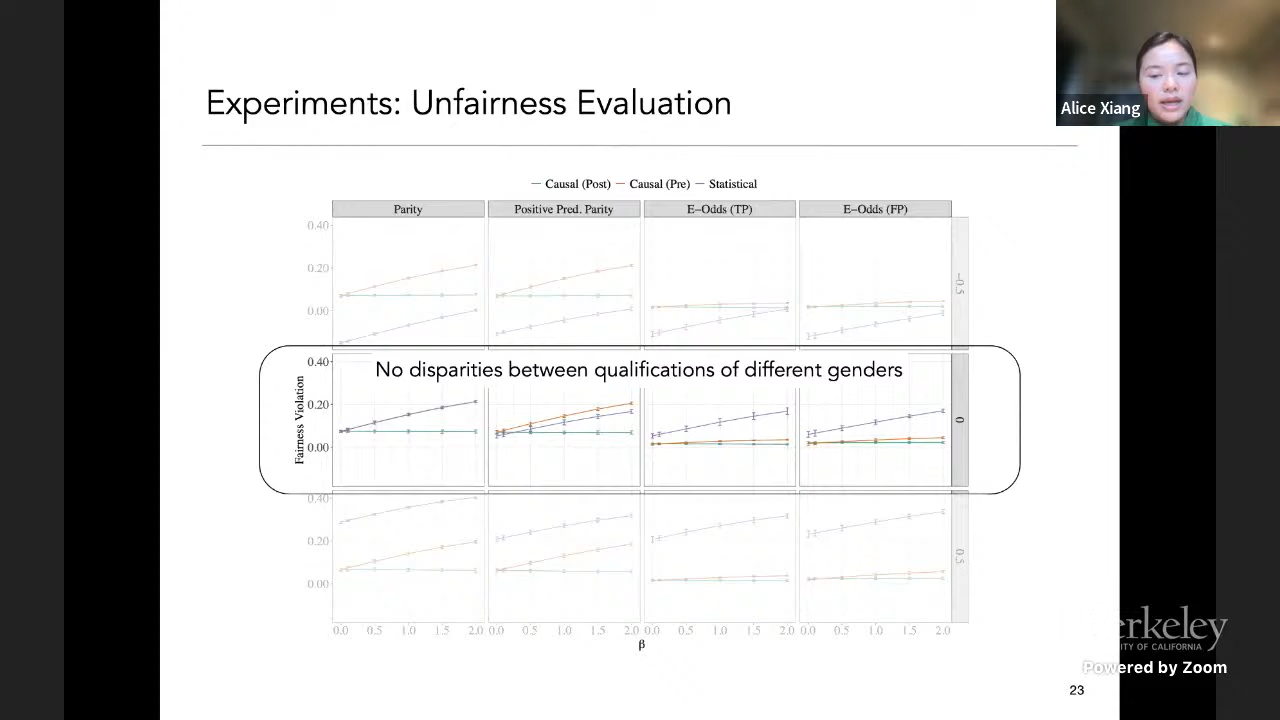 Alice Xiang
Experiments: Unfairness Evaluation
Causal (Post) Causal (Pre) Statistical
Parity Positive Pred. Parity E−Odds (TP) E−Odds (FP)
0.40
0.20
0.00
−0.5
No disparities between qualifications of different genders
0.40
0.20
0.00
Fairness Violation
0
0.40
0.20
0.00
0.5
0.0 0.5 1.0 1.5 2.0 0.0 0.5 1.0 1.5 2.0 0.0 0.5 1.0 1.5 2.0 0.0 0.5 1.0 1.5 2.0
β
erkeley
ITY OF CALIFORNIA
Powered by Zoom
23